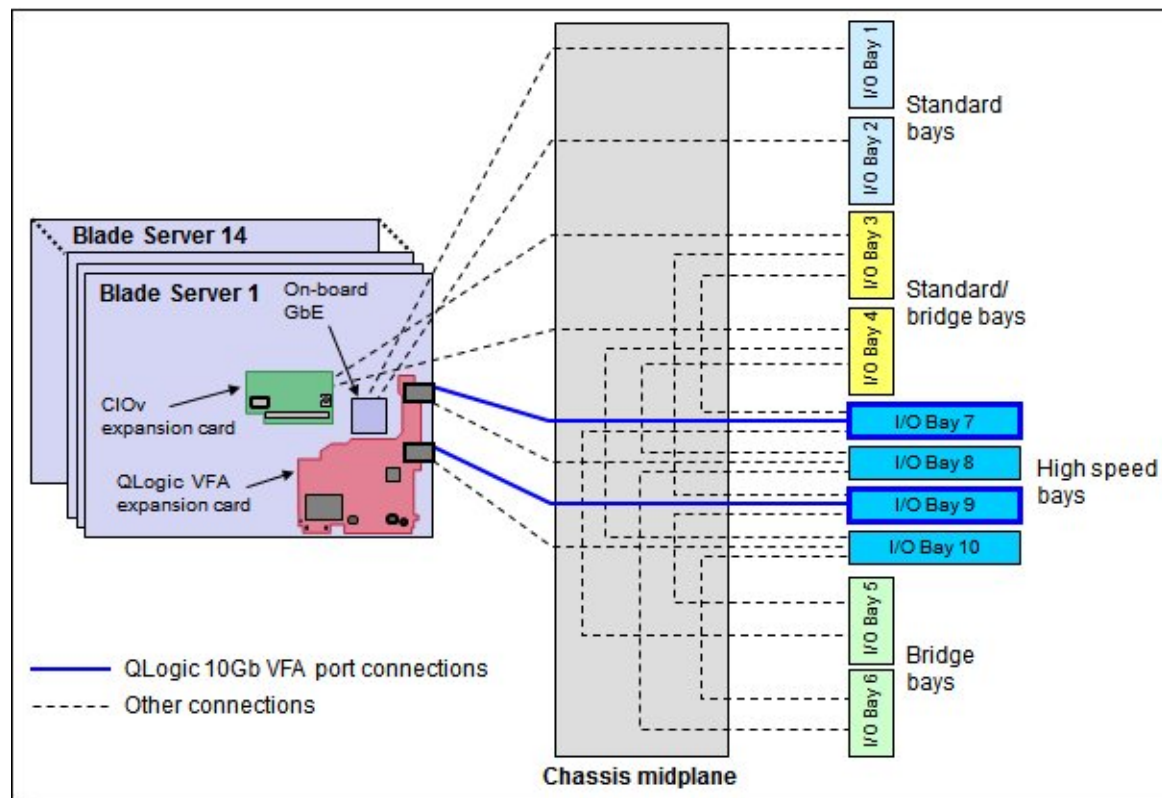 Blade Server 14
Blade Server 1
On-board
GbE
CIOv
expansion card
QLogic VFA
expansion card
QLogic 10Gb VFA port connections
Other connections
Chassis midplane
I/O Bay 1
I/O Bay 2
Standard
bays
I/O Bay 3
I/O Bay 4
Standard/
bridge bays
I/O Bay 7
I/O Bay 8
I/O Bay 9
I/O Bay 10
High speed
bays
I/O Bay 5
I/O Bay 6
Bridge
bays